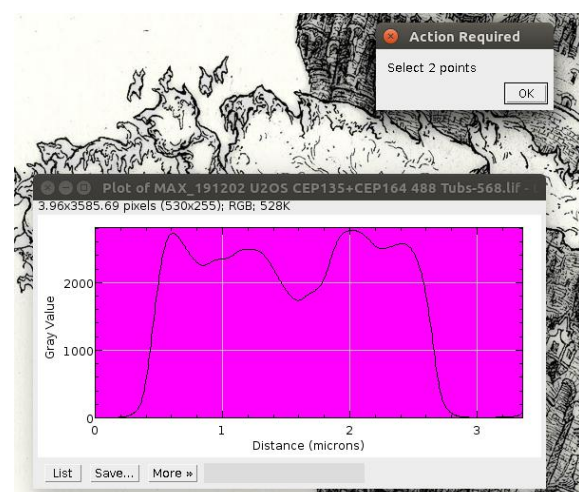 Action Required
Select 2 points
OK
Plot of MAX_191202 U2OS CEP135+CEP164 488 Tubs-568.lif -
3.96x3585.69 pixels (530x255); RGB; 528K
2000
1000
0
Gray Value
0 1 2 3
Distance (microns)
List Save... More »